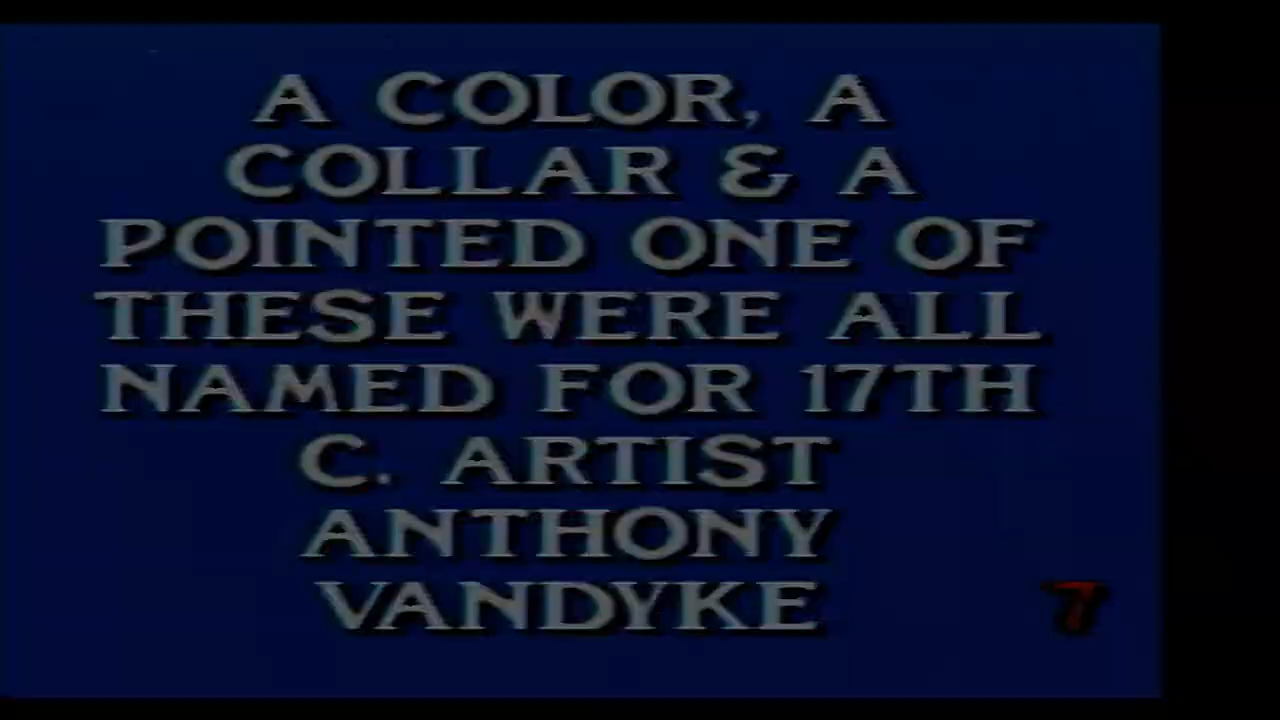 A COLOR, A
COLLAR & A
POINTED ONE OF
THESE WERE ALL
NAMED FOR 17TH
C. ARTIST
ANTHONY
VANDYKE
7